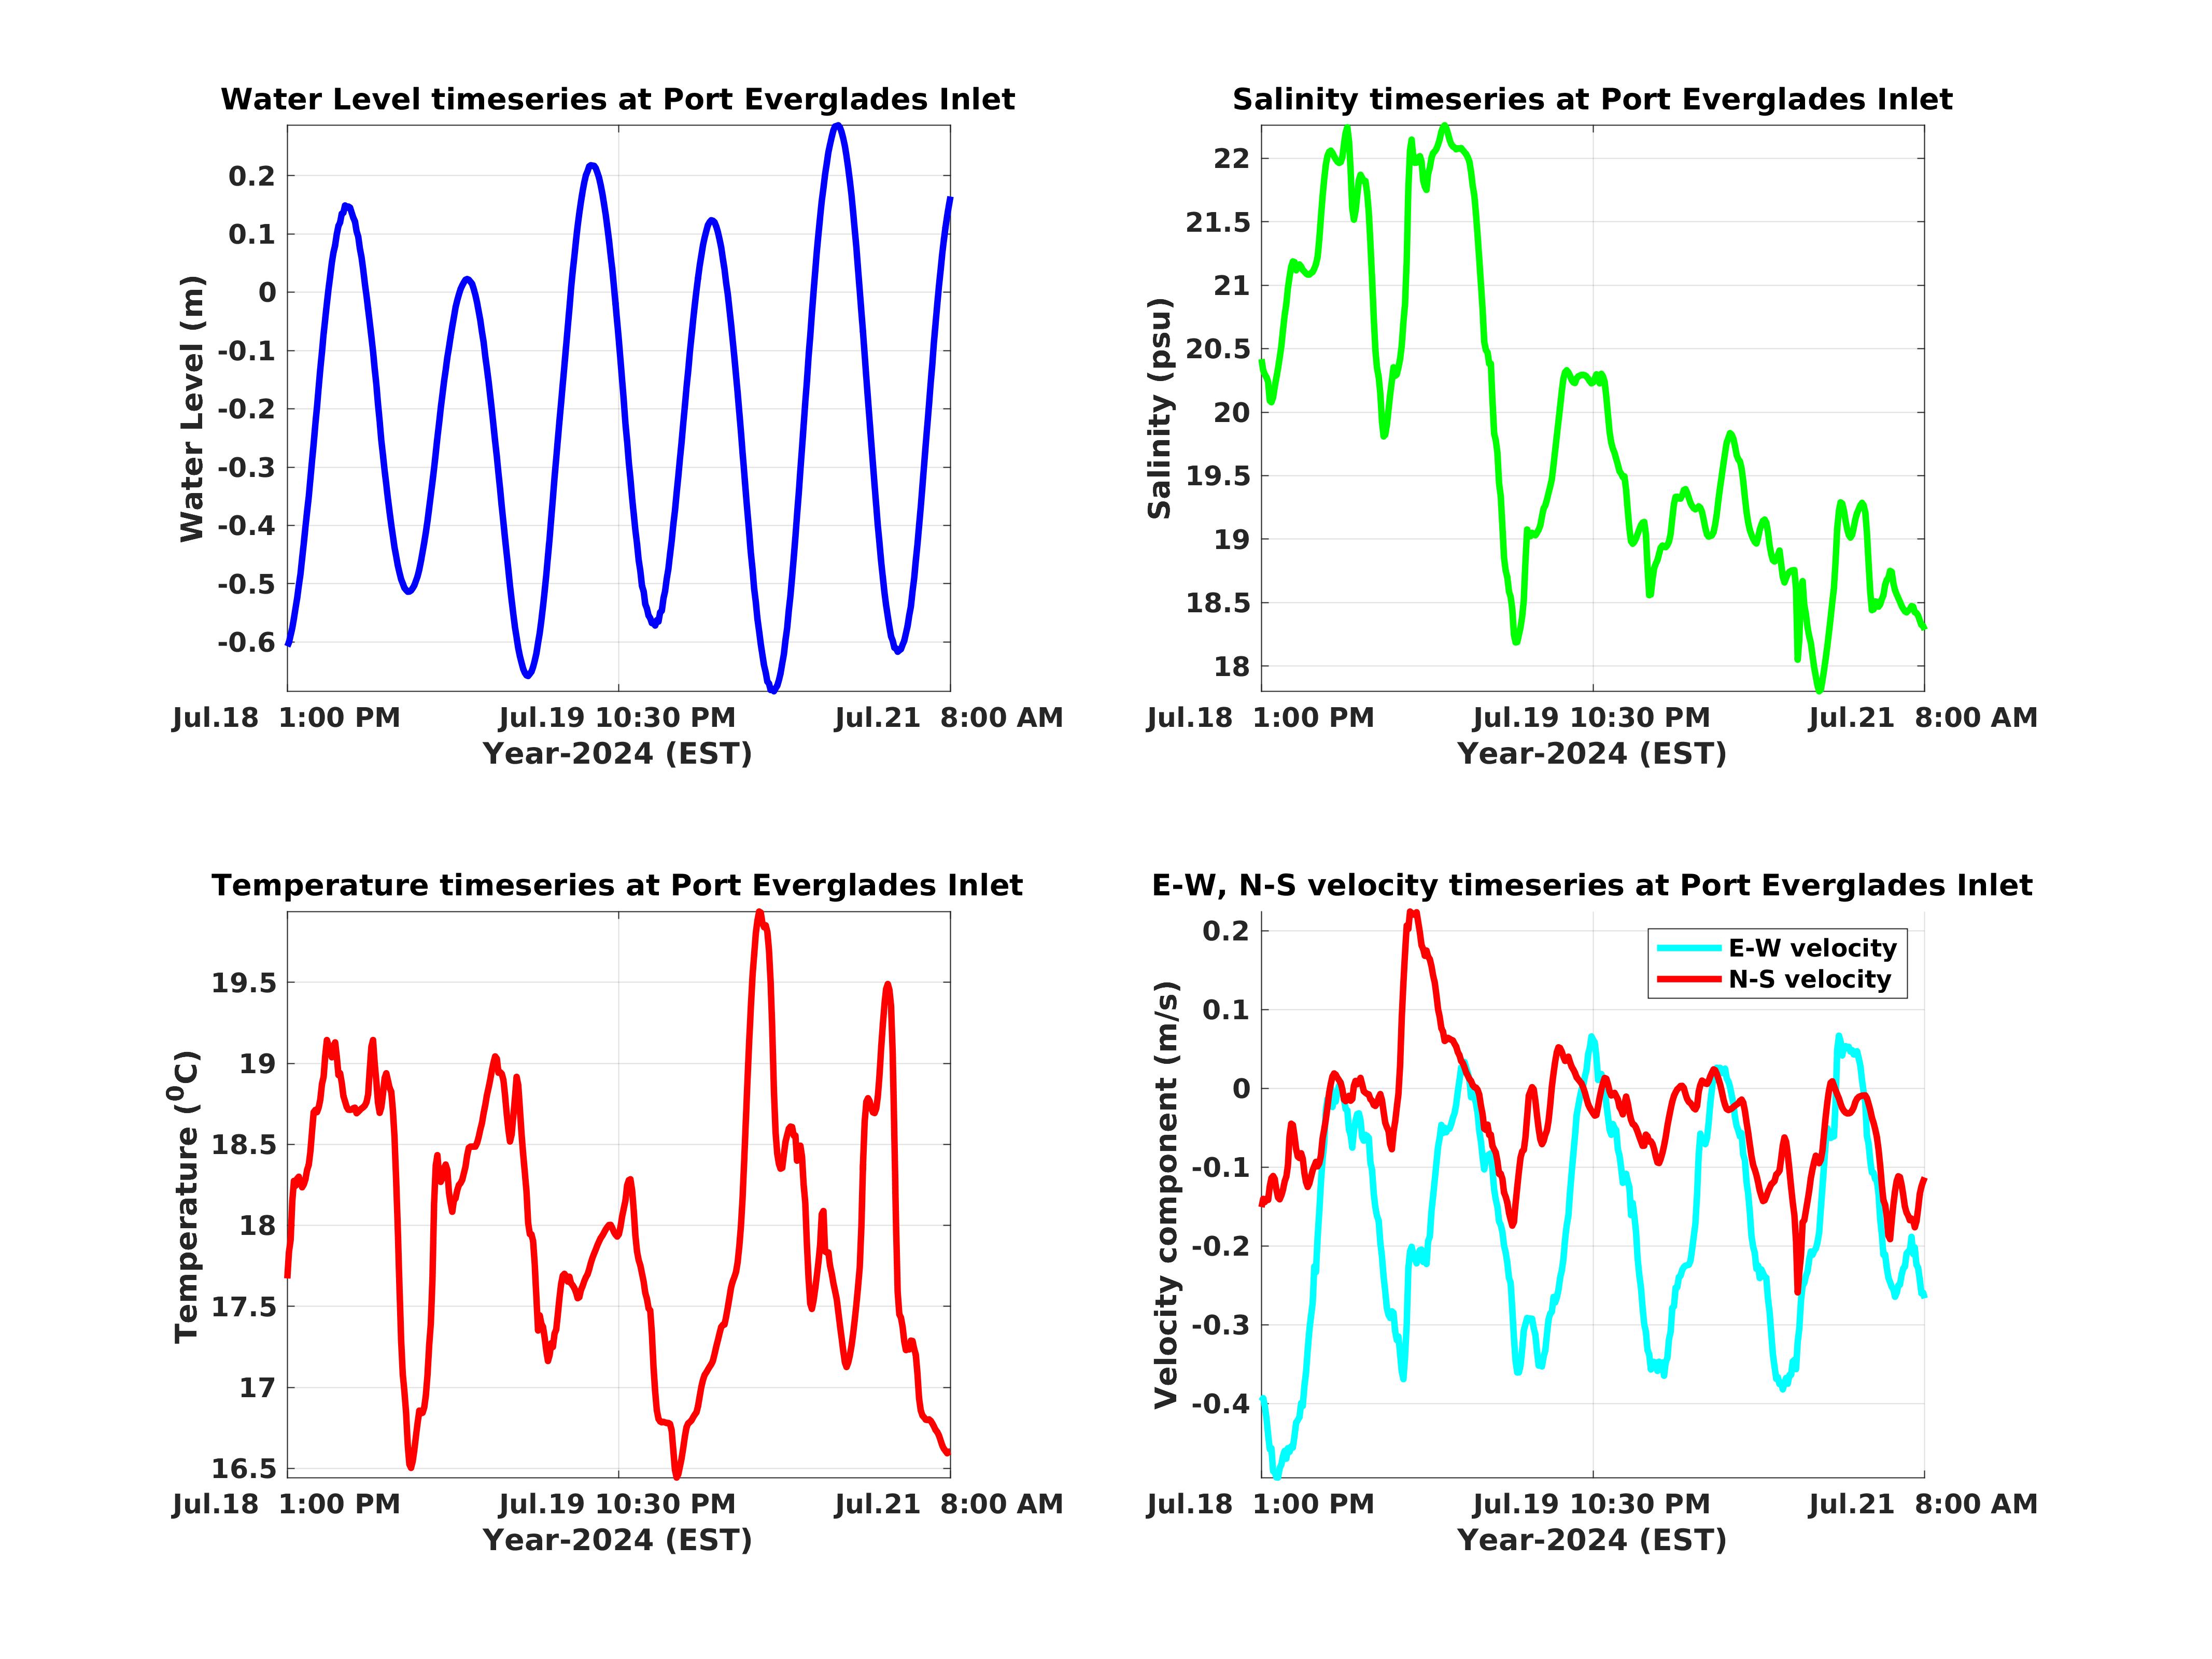 Water Level timeseries at Port Everglades Inlet
Water Level (m)
0.2
0.1
0
-0.1
-0.2
-0.3
-0.4
-0.5
-0.6
Jul.18 1:00 PM
Jul.19 10:30 PM
Jul.21 8:00 AM
Year-2024 (EST)
Salinity timeseries at Port Everglades Inlet
Salinity (psu)
22
21.5
21
20.5
20
19.5
19
18.5
18
Jul.18 1:00 PM
Jul.19 10:30 PM
Jul.21 8:00 AM
Year-2024 (EST)
Temperature timeseries at Port Everglades Inlet
Temperature (⁰C)
19.5
19
18.5
18
17.5
17
16.5
Jul.18 1:00 PM
Jul.19 10:30 PM
Jul.21 8:00 AM
Year-2024 (EST)
E-W, N-S velocity timeseries at Port Everglades Inlet
Velocity component (m/s)
0.2
0.1
0
-0.1
-0.2
-0.3
-0.4
E-W velocity
N-S velocity
Jul.18 1:00 PM
Jul.19 10:30 PM
Jul.21 8:00 AM
Year-2024 (EST)